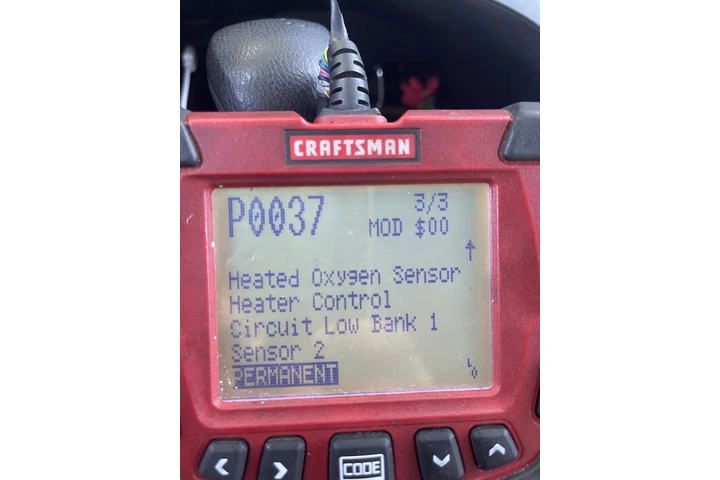 CRAFTSMAN
P0037
3/3
MOD $00
Heated Oxygen Sensor
Heater Control
Circuit Low Bank 1
Sensor 2
PERMANENT
CODE